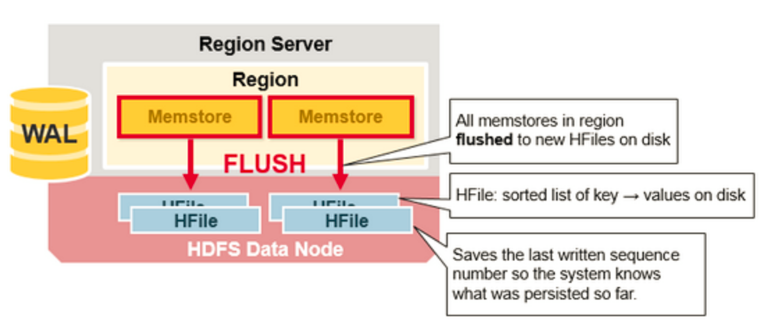 Region Server
Region
WAL
Memstore
Memstore
FLUSH
HFile
HFile
HFile
HFile
HDFS Data Node
All memstores in region
flushed to new HFiles on disk
HFile: sorted list of key → values on disk
Saves the last written sequence
number so the system knows
what was persisted so far.